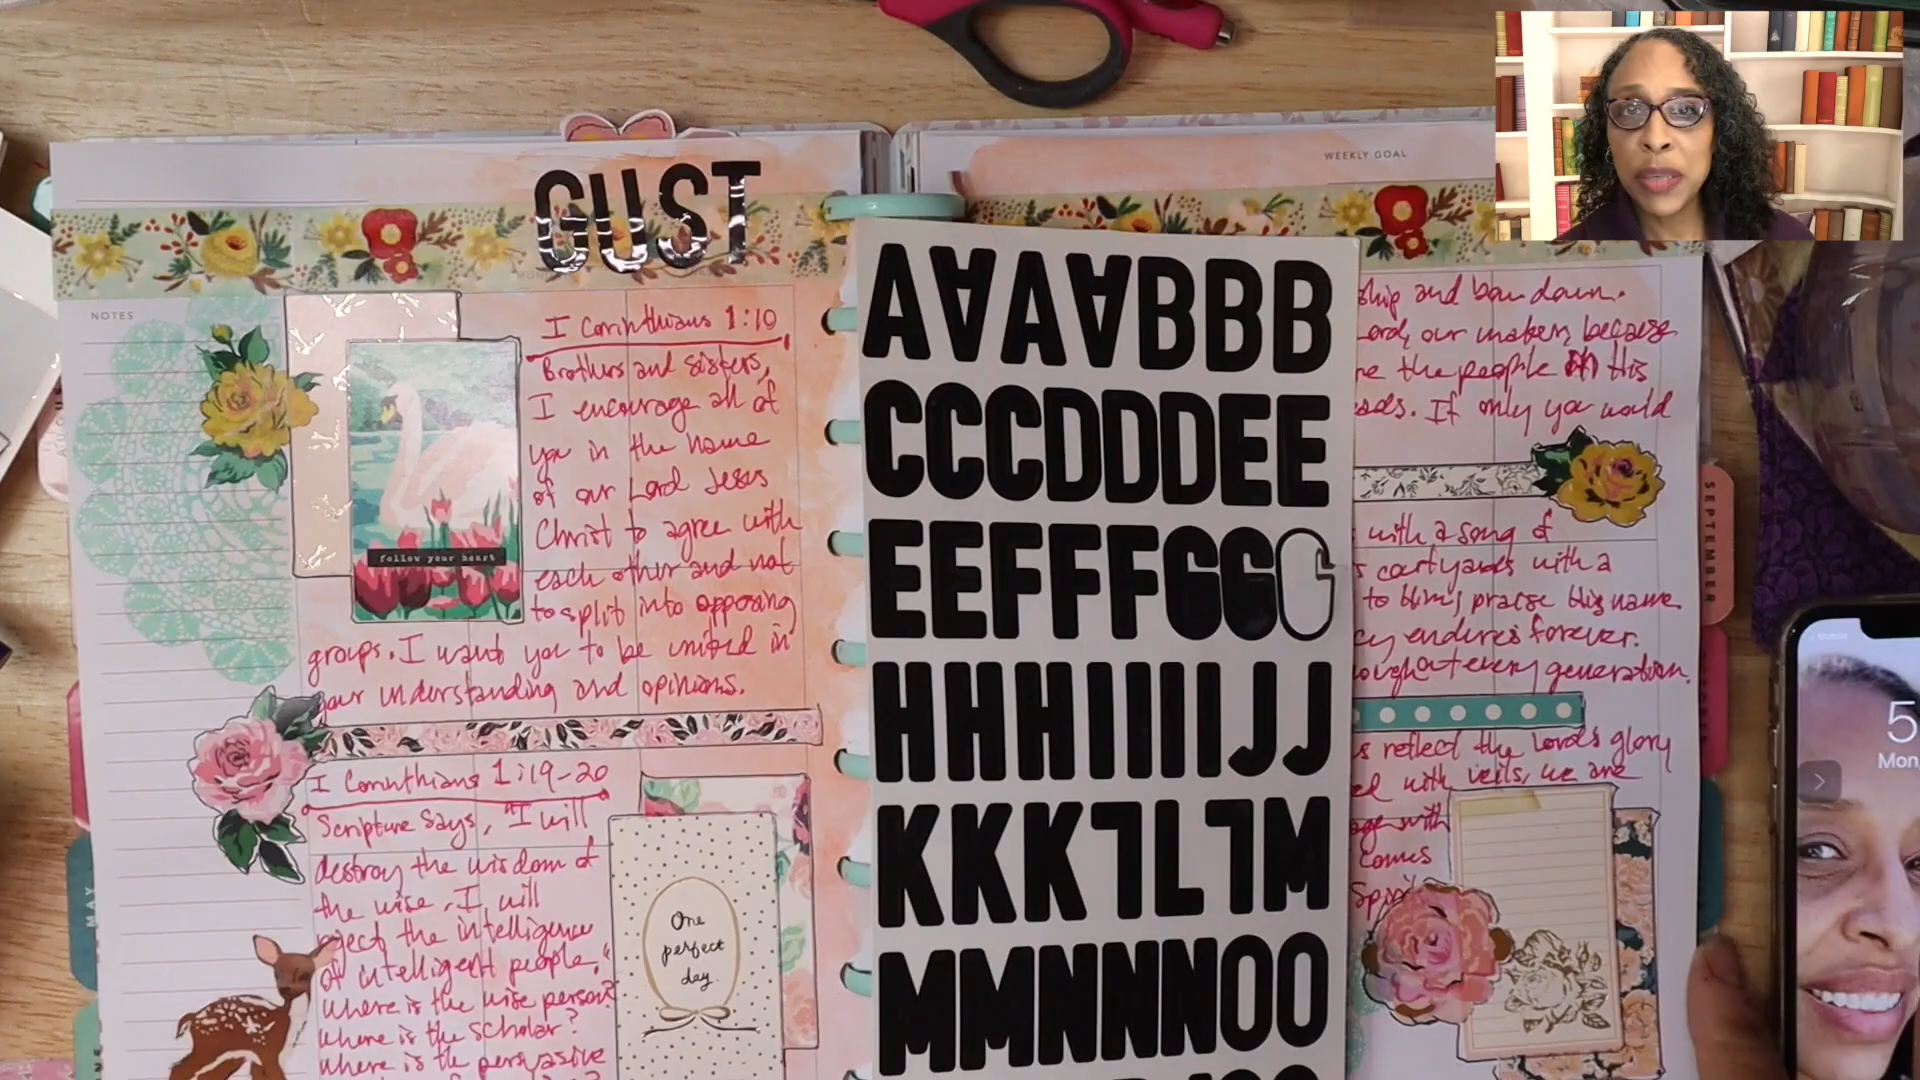 GUST
WEEKLY GOAL
NOTES
I Corinthians 1:10
Brothers and sisters,
I encourage all of
you in the name
of our Lord Jesus
Christ to agree with
each other and not
to split into opposing
groups. I want you to be united in
your understanding and opinions.
follow your heart
I Corinthians 1:19-20
Scripture says, "I will
destroy the wisdom of
the wise. I will
reject the intelligence
of intelligent people."
Where is the wise person?
Where is the scholar?
Where is the persuasive
One
perfect
day.
MAY
AAAABBB
CCCDDDEE
EEFFFGGG
HHHIIIIJJ
KKKLLLM
MMNNNOO
ship and bow down.
Lord, our maker, because
the people in this
. If only you would
with a song of
courtyards with a
to Him; praise His name.
endures forever.
throughout every generation.
reflect the Lord's glory
with veils, we are
with
comes
SEPTEMBER
5
Mon